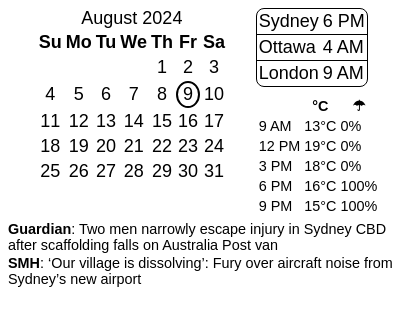 August 2024
Su Mo Tu We Th Fr Sa
1 2 3
4 5 6 7 8 9 10
11 12 13 14 15 16 17
18 19 20 21 22 23 24
25 26 27 28 29 30 31
Sydney 6 PM
Ottawa 4 AM
London 9 AM
°C ☂
9 AM 13°C 0%
12 PM 19°C 0%
3 PM 18°C 0%
6 PM 16°C 100%
9 PM 15°C 100%
Guardian: Two men narrowly escape injury in Sydney CBD
after scaffolding falls on Australia Post van
SMH: ‘Our village is dissolving’: Fury over aircraft noise from
Sydney’s new airport